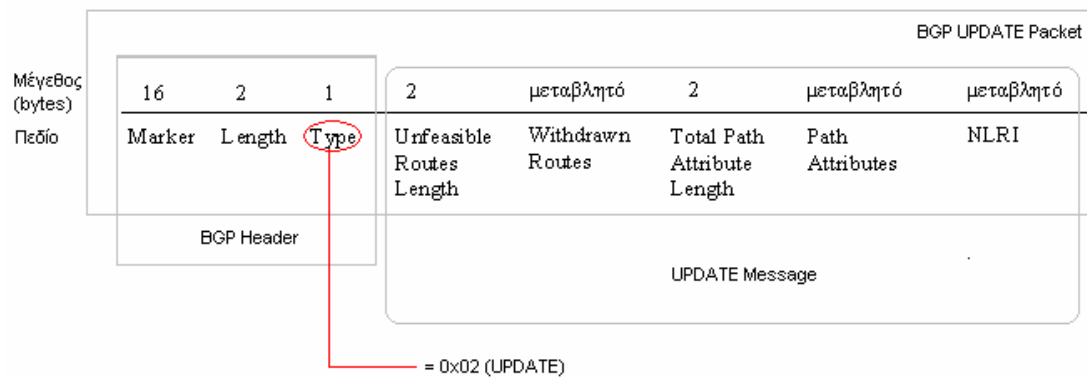 BGP UPDATE Packet
Μέγεθος
(bytes)
16 2 1 2 μεταβλητό 2 μεταβλητό μεταβλητό
Πεδίο
Marker Length Type Unfeasible Withdrawn Total Path Path NLRI
Routes Routes Attribute Attributes
Length Length
BGP Header
UPDATE Message
= 0x02 (UPDATE)